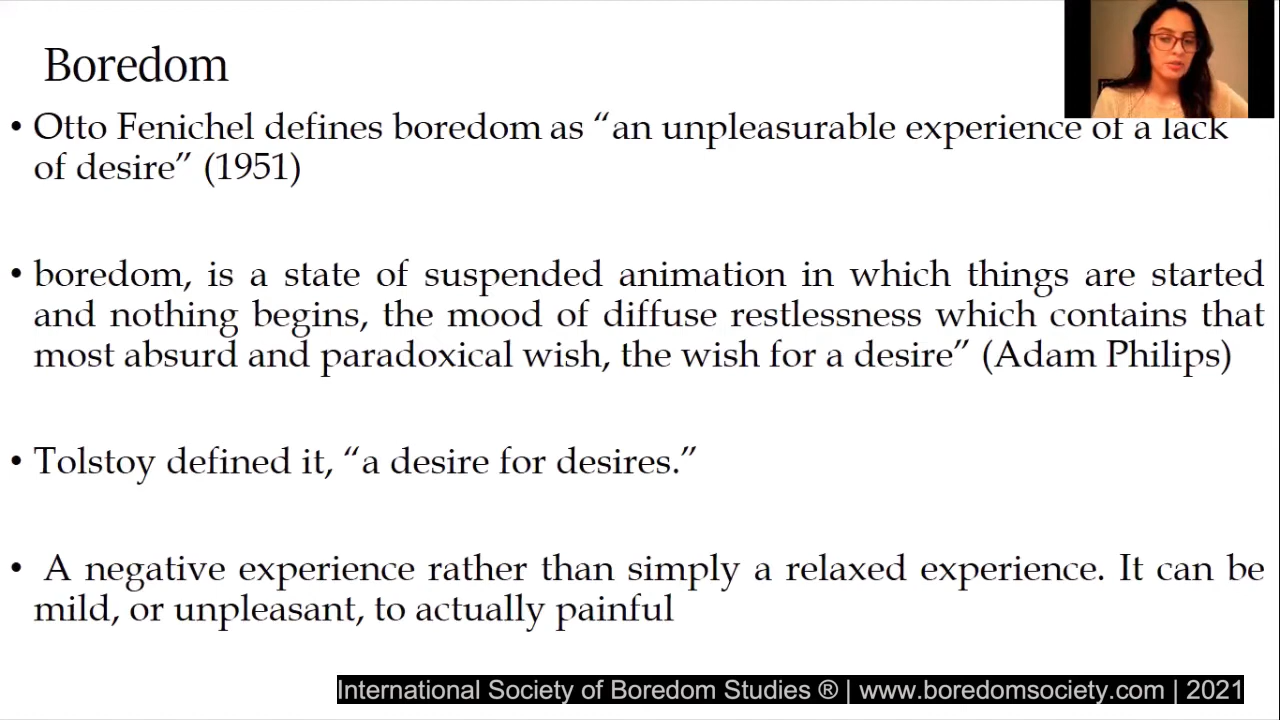 Boredom
• Otto Fenichel defines boredom as “an unpleasurable experience of a lack
of desire” (1951)
• boredom, is a state of suspended animation in which things are started
and nothing begins, the mood of diffuse restlessness which contains that
most absurd and paradoxical wish, the wish for a desire” (Adam Philips)
• Tolstoy defined it, “a desire for desires.”
• A negative experience rather than simply a relaxed experience. It can be
mild, or unpleasant, to actually painful
International Society of Boredom Studies ® | www.boredomsociety.com | 2021